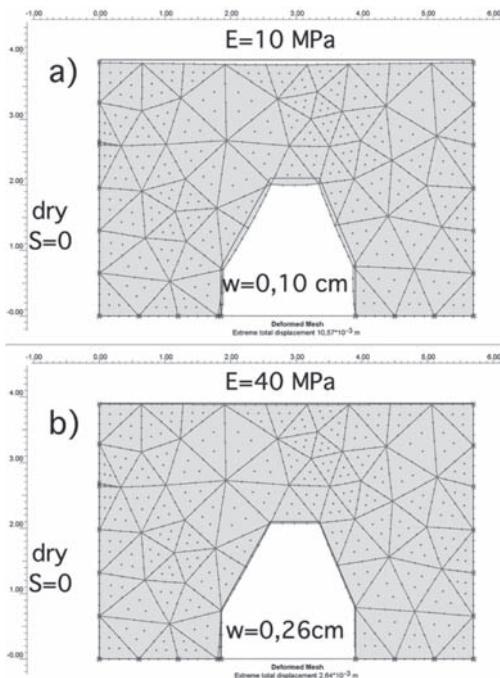 -1,00 0,00 1,00 2,00 3,00 4,00 5,00 6,00
E=10 MPa
a)
4.00
3.00
2.00
1.00
-0.00
dry
S=0
w=0,10 cm
Deformed Mesh
Extreme total displacement 10,57*10⁻³ m
-1,00 0,00 1,00 2,00 3,00 4,00 5,00 6,00
E=40 MPa
b)
4.00
3.00
2.00
1.00
-0.00
dry
S=0
w=0,26cm
Deformed Mesh
Extreme total displacement 2,64*10⁻³ m